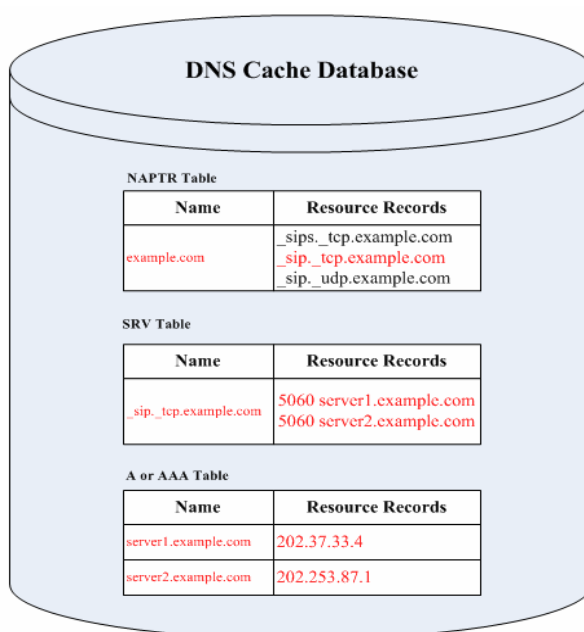 DNS Cache Database
NAPTR Table
Name Resource Records
example.com
_sips._tcp.example.com
_sip._tcp.example.com
_sip._udp.example.com
SRV Table
Name Resource Records
_sip._tcp.example.com
5060 server1.example.com
5060 server2.example.com
A or AAA Table
Name Resource Records
server1.example.com 202.37.33.4
server2.example.com 202.253.87.1